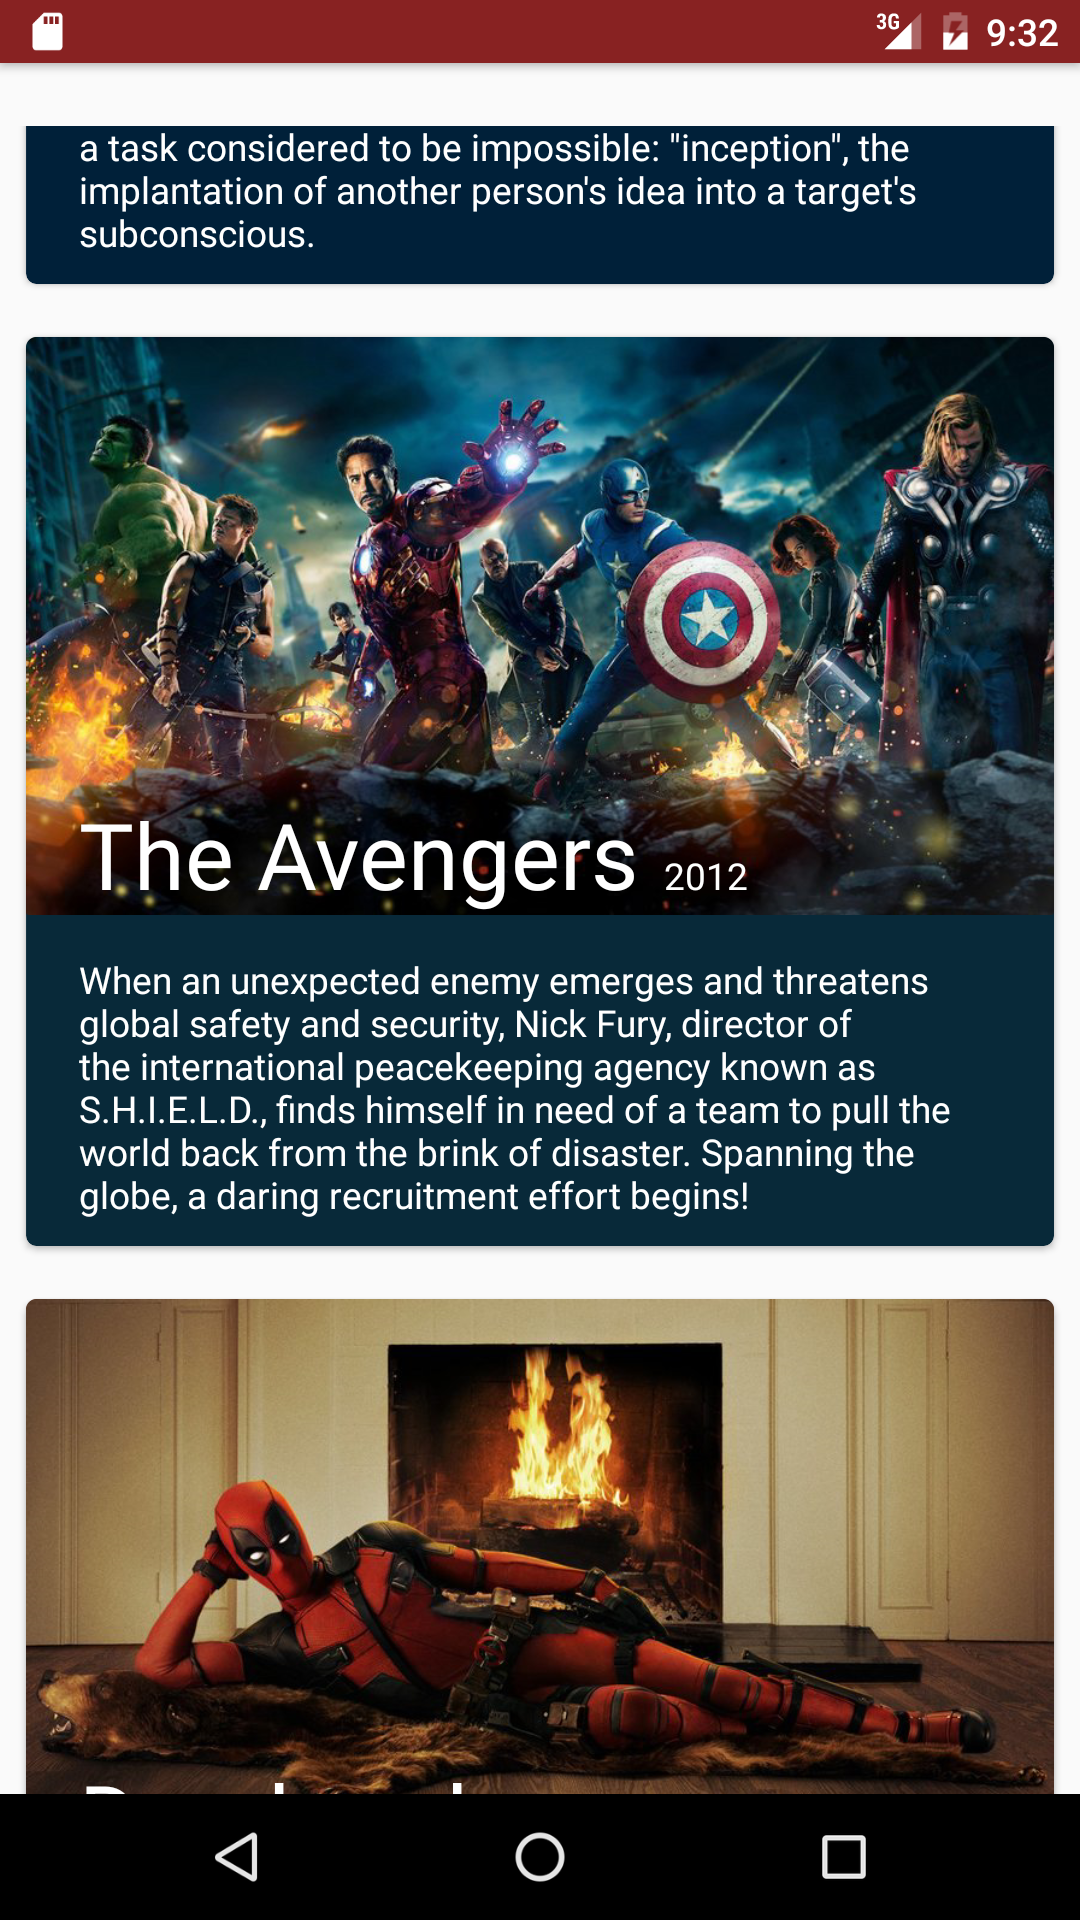 3G 9:32
a task considered to be impossible: "inception", the
implantation of another person's idea into a target's
subconscious.
The Avengers 2012
When an unexpected enemy emerges and threatens
global safety and security, Nick Fury, director of
the international peacekeeping agency known as
S.H.I.E.L.D., finds himself in need of a team to pull the
world back from the brink of disaster. Spanning the
globe, a daring recruitment effort begins!